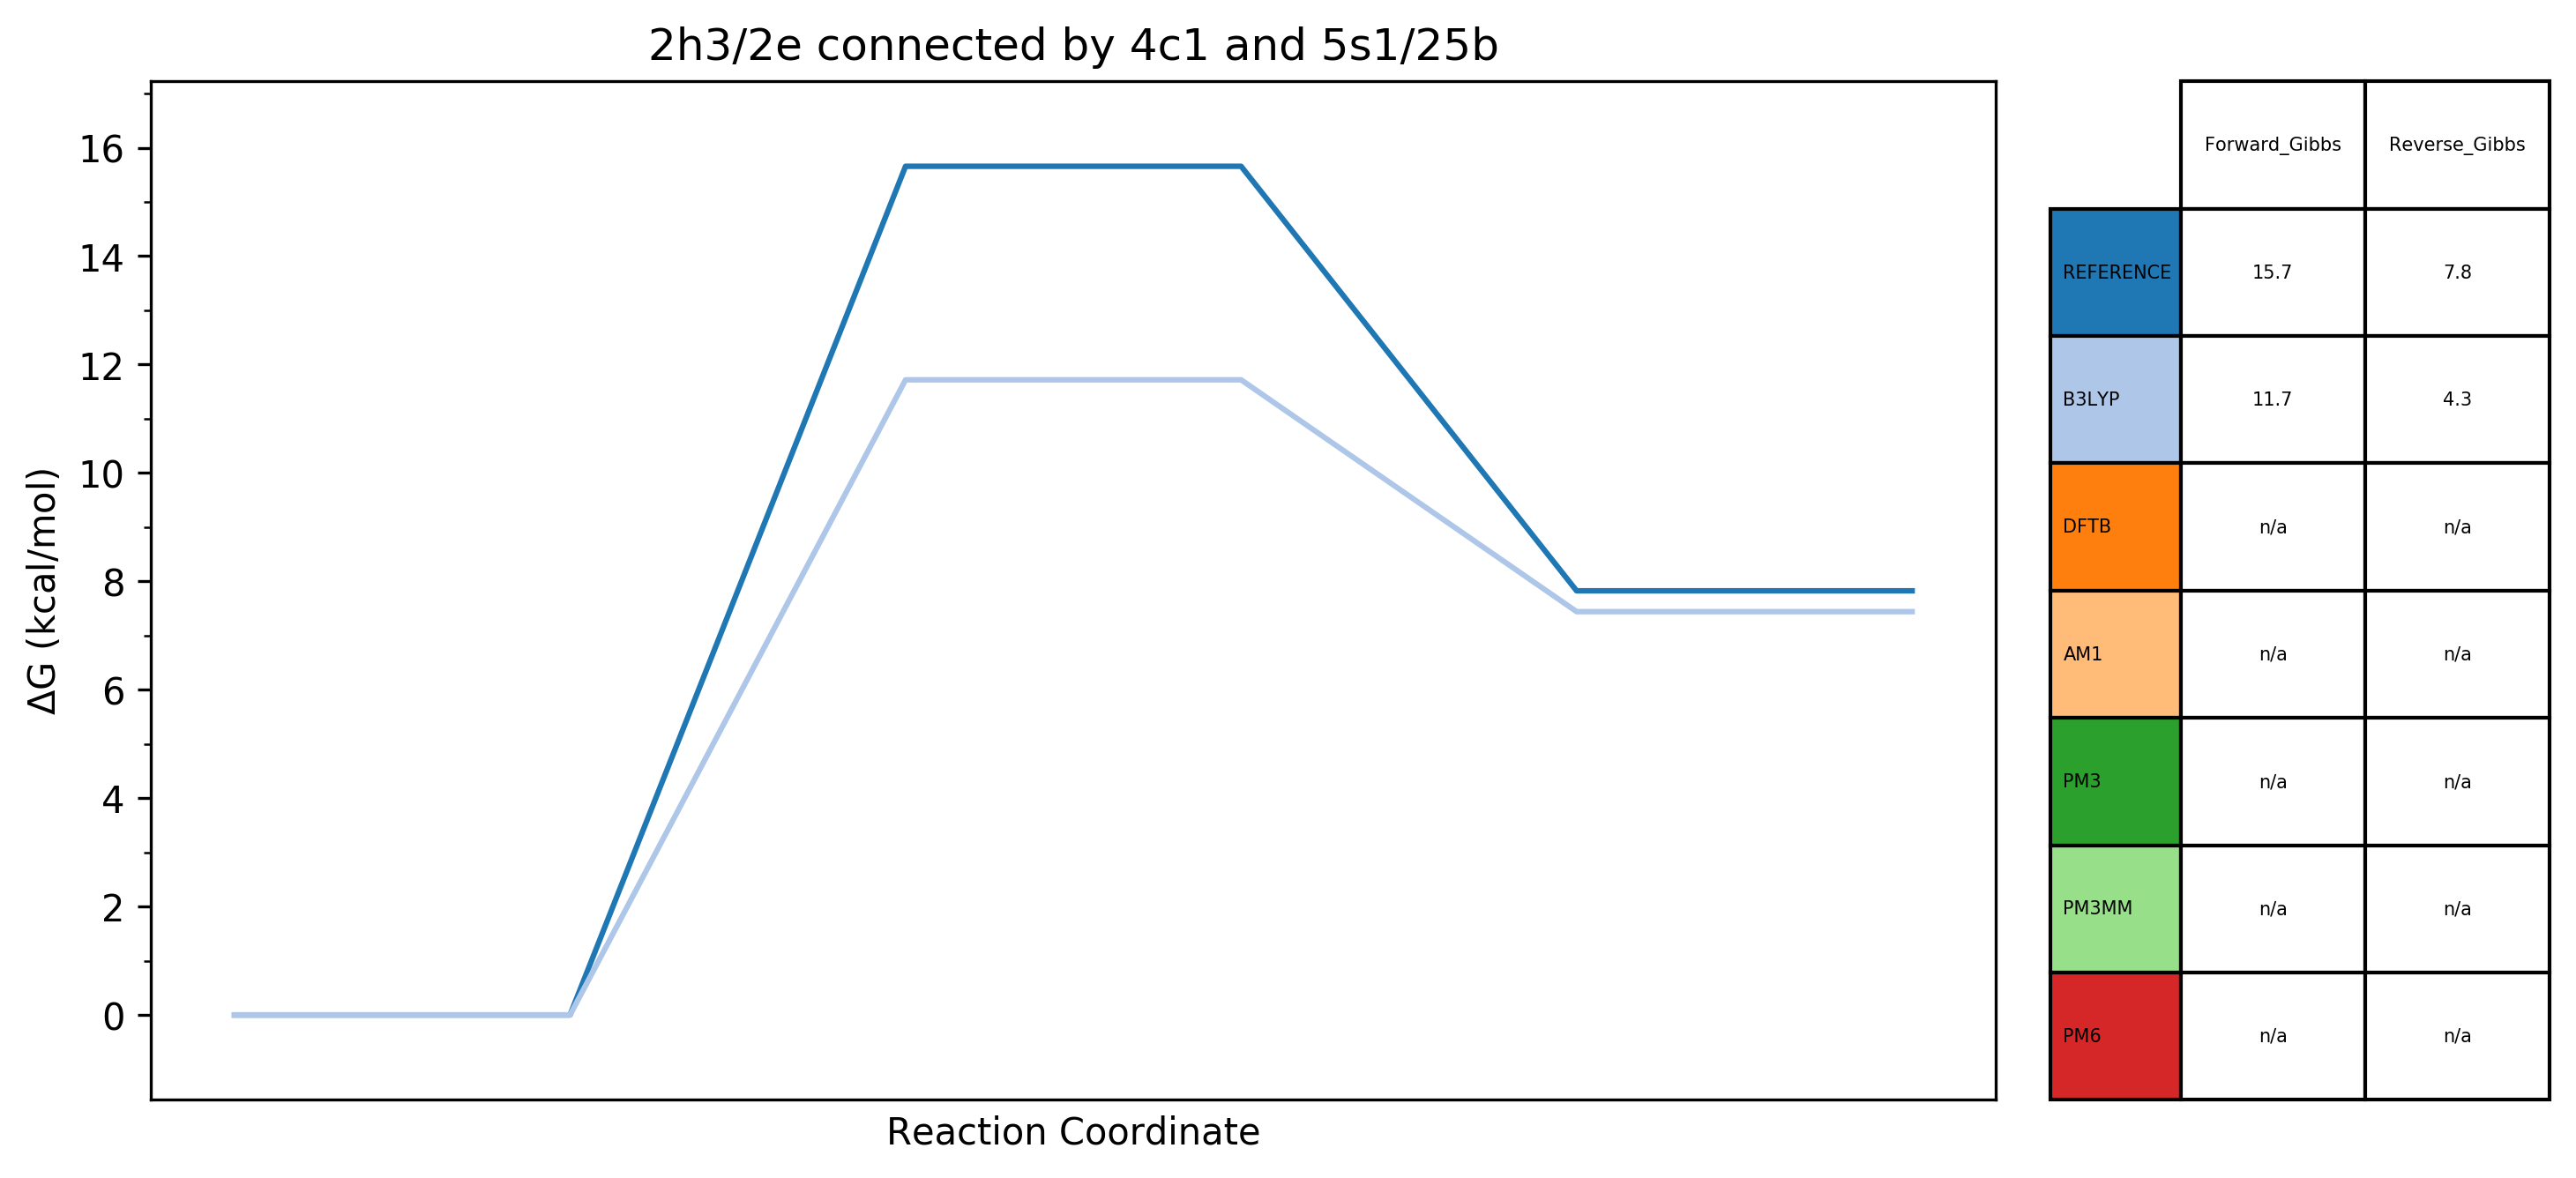 2h3/2e connected by 4c1 and 5s1/25b
ΔG (kcal/mol)
16
14
12
10
8
6
4
2
0
Reaction Coordinate
Forward_Gibbs Reverse_Gibbs
REFERENCE 15.7 7.8
B3LYP 11.7 4.3
DFTB n/a n/a
AM1 n/a n/a
PM3 n/a n/a
PM3MM n/a n/a
PM6 n/a n/a